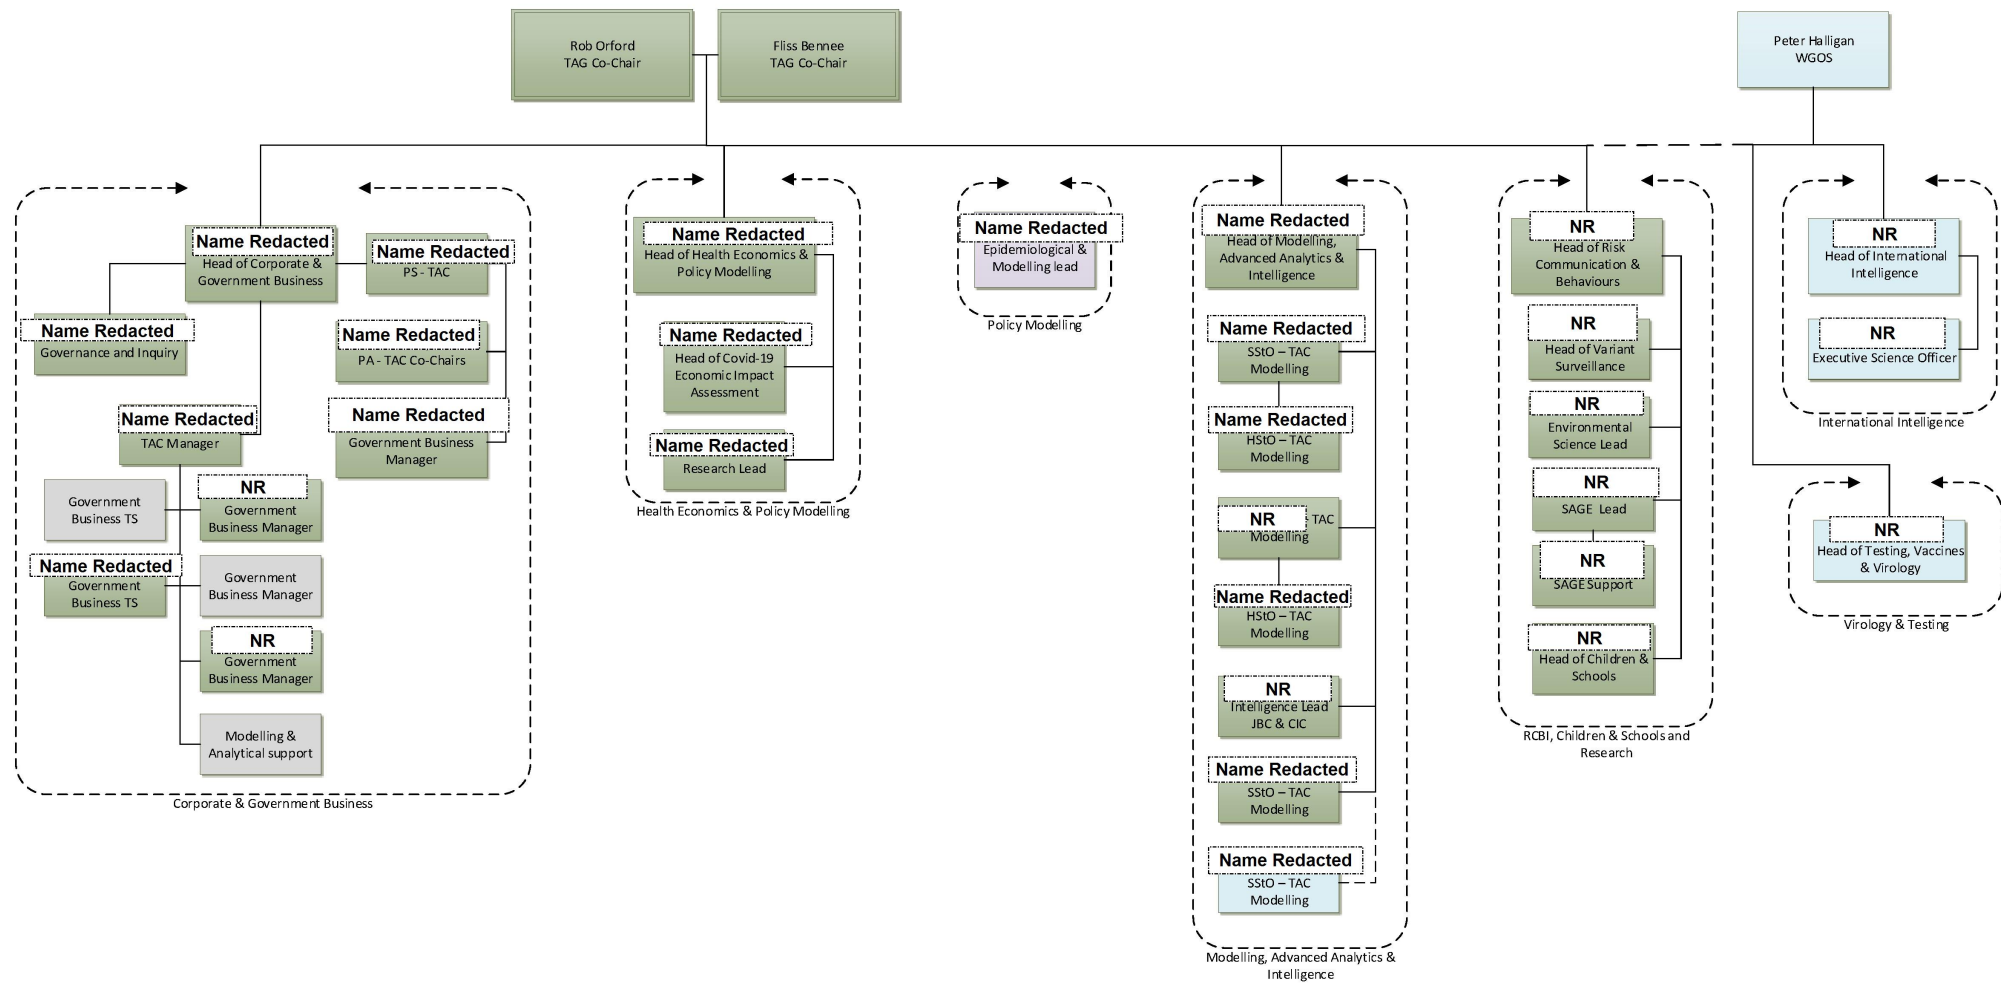 Rob Orford
TAG Co-Chair
Fliss Bennee
TAG Co-Chair
Peter Halligan
WGOS
Name Redacted
Head of Corporate &
Government Business
Name Redacted
PS - TAC
Name Redacted
Governance and Inquiry
Name Redacted
PA - TAC Co-Chairs
Name Redacted
TAC Manager
Name Redacted
Government Business
Manager
Government
Business TS
NR
Government
Business Manager
Name Redacted
Government
Business TS
Government
Business Manager
NR
Government
Business Manager
Modelling &
Analytical support
Corporate & Government Business
Name Redacted
Head of Health Economics &
Policy Modelling
Name Redacted
Head of Covid-19
Economic Impact
Assessment
Name Redacted
Research Lead
Health Economics & Policy Modelling
Name Redacted
Epidemiological &
Modelling lead
Policy Modelling
Name Redacted
Head of Modelling,
Advanced Analytics &
Intelligence
Name Redacted
SStO – TAC
Modelling
Name Redacted
HStO – TAC
Modelling
NR TAC
Modelling
Name Redacted
HStO – TAC
Modelling
NR
Intelligence Lead
JBC & CIC
Name Redacted
SStO – TAC
Modelling
Name Redacted
SStO – TAC
Modelling
Modelling, Advanced Analytics &
Intelligence
NR
Head of Risk
Communication &
Behaviours
NR
Head of Variant
Surveillance
NR
Environmental
Science Lead
NR
SAGE Lead
NR
SAGE Support
NR
Head of Children &
Schools
RCBI, Children & Schools and
Research
NR
Head of International
Intelligence
NR
Executive Science Officer
International Intelligence
NR
Head of Testing, Vaccines
& Virology
Virology & Testing